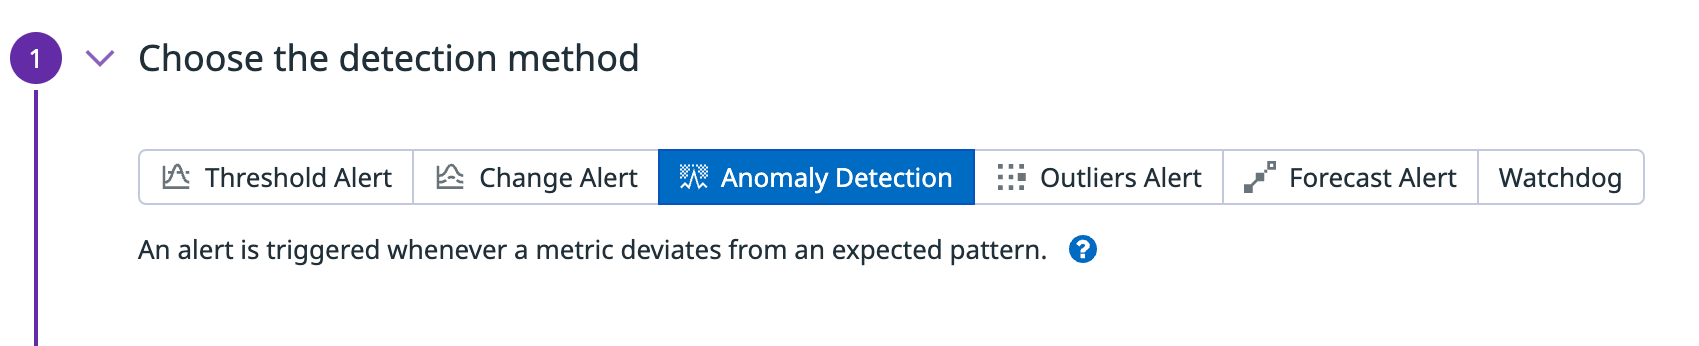 1 Choose the detection method
Threshold Alert Change Alert Anomaly Detection Outliers Alert Forecast Alert Watchdog
An alert is triggered whenever a metric deviates from an expected pattern. ?